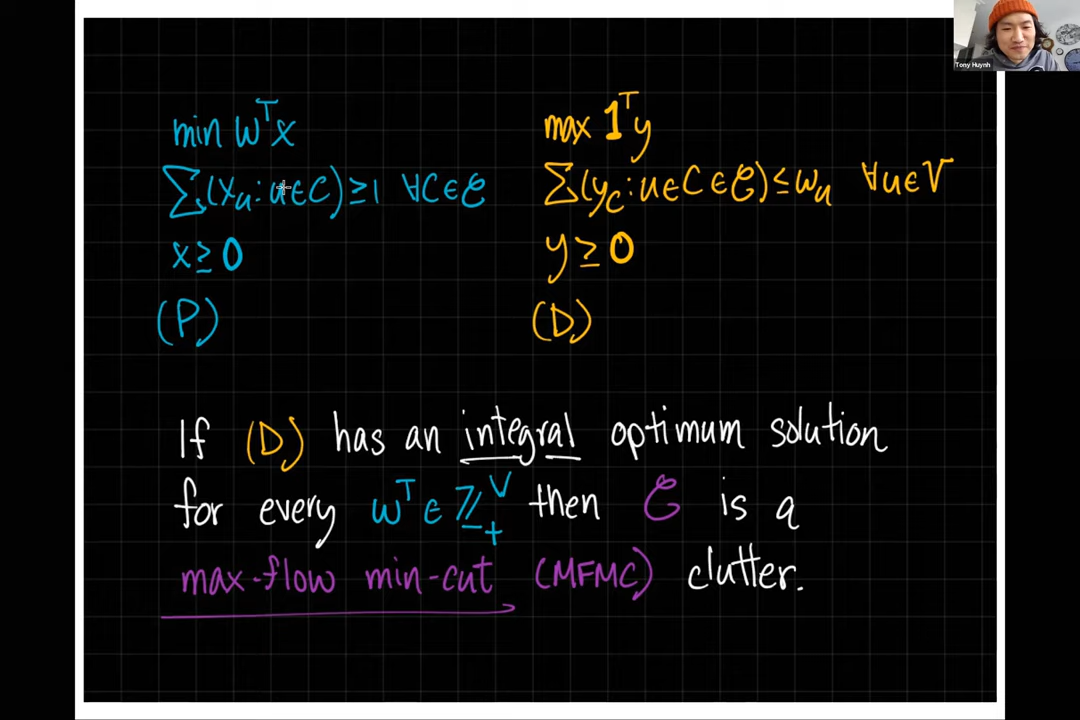 min wᵀx
∑(xᵤ : u∈C) ≥ 1 ∀C∈𝒞
x ≥ 0
(P)
max 1ᵀy
∑(y_C : u∈C∈𝒞) ≤ wᵤ ∀u∈V
y ≥ 0
(D)
If (D) has an integral optimum solution
for every wᵀ ∈ ℤ₊ⱽ then 𝒞 is a
max-flow min-cut (MFMC) clutter.
Tony Huynh